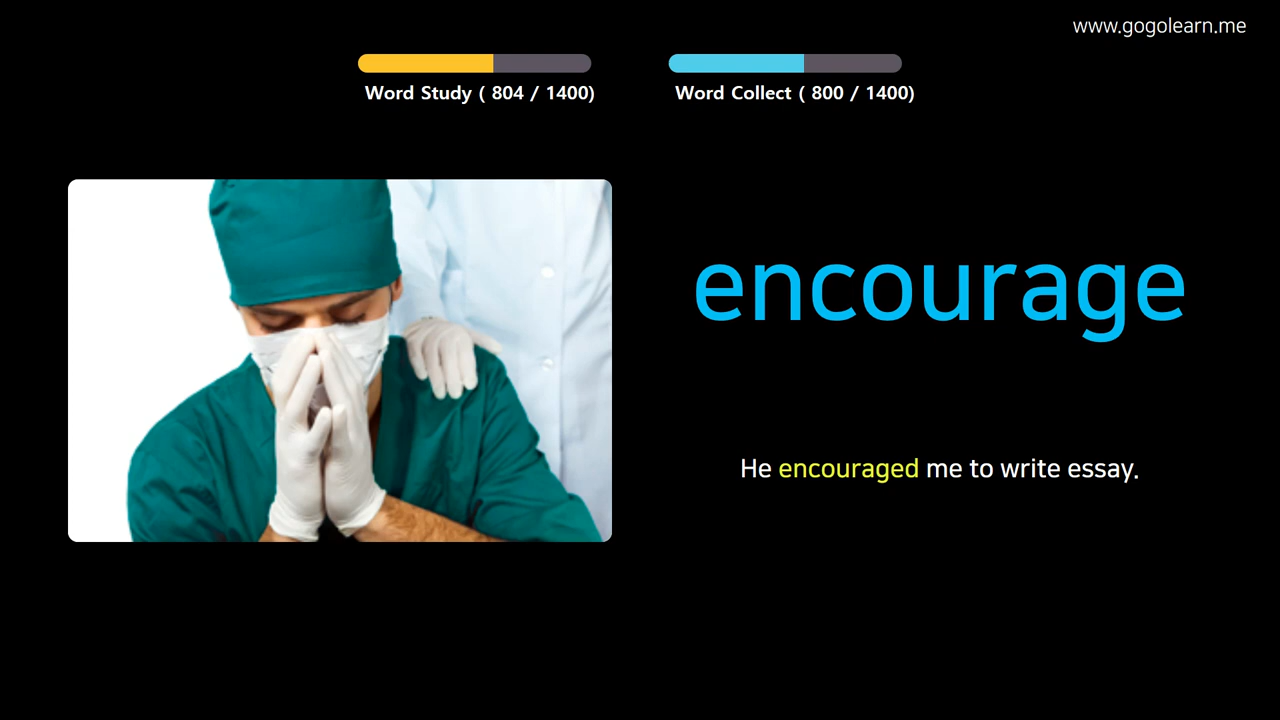 www.gogolearn.me
Word Study ( 804 / 1400)
Word Collect ( 800 / 1400)
encourage
He encouraged me to write essay.